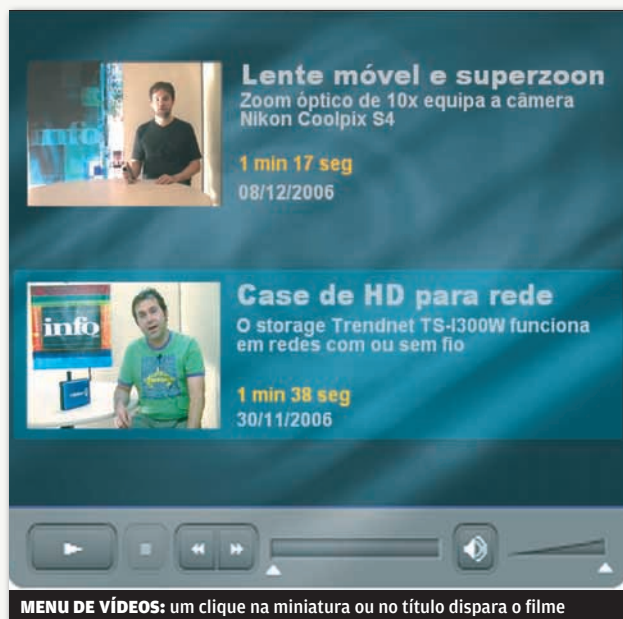 Lente móvel e superzoon
Zoom óptico de 10x equipa a câmera
Nikon Coolpix S4
1 min 17 seg
08/12/2006
info
Case de HD para rede
O storage Trendnet TS-I300W funciona
em redes com ou sem fio
1 min 38 seg
30/11/2006
MENU DE VÍDEOS: um clique na miniatura ou no título dispara o filme